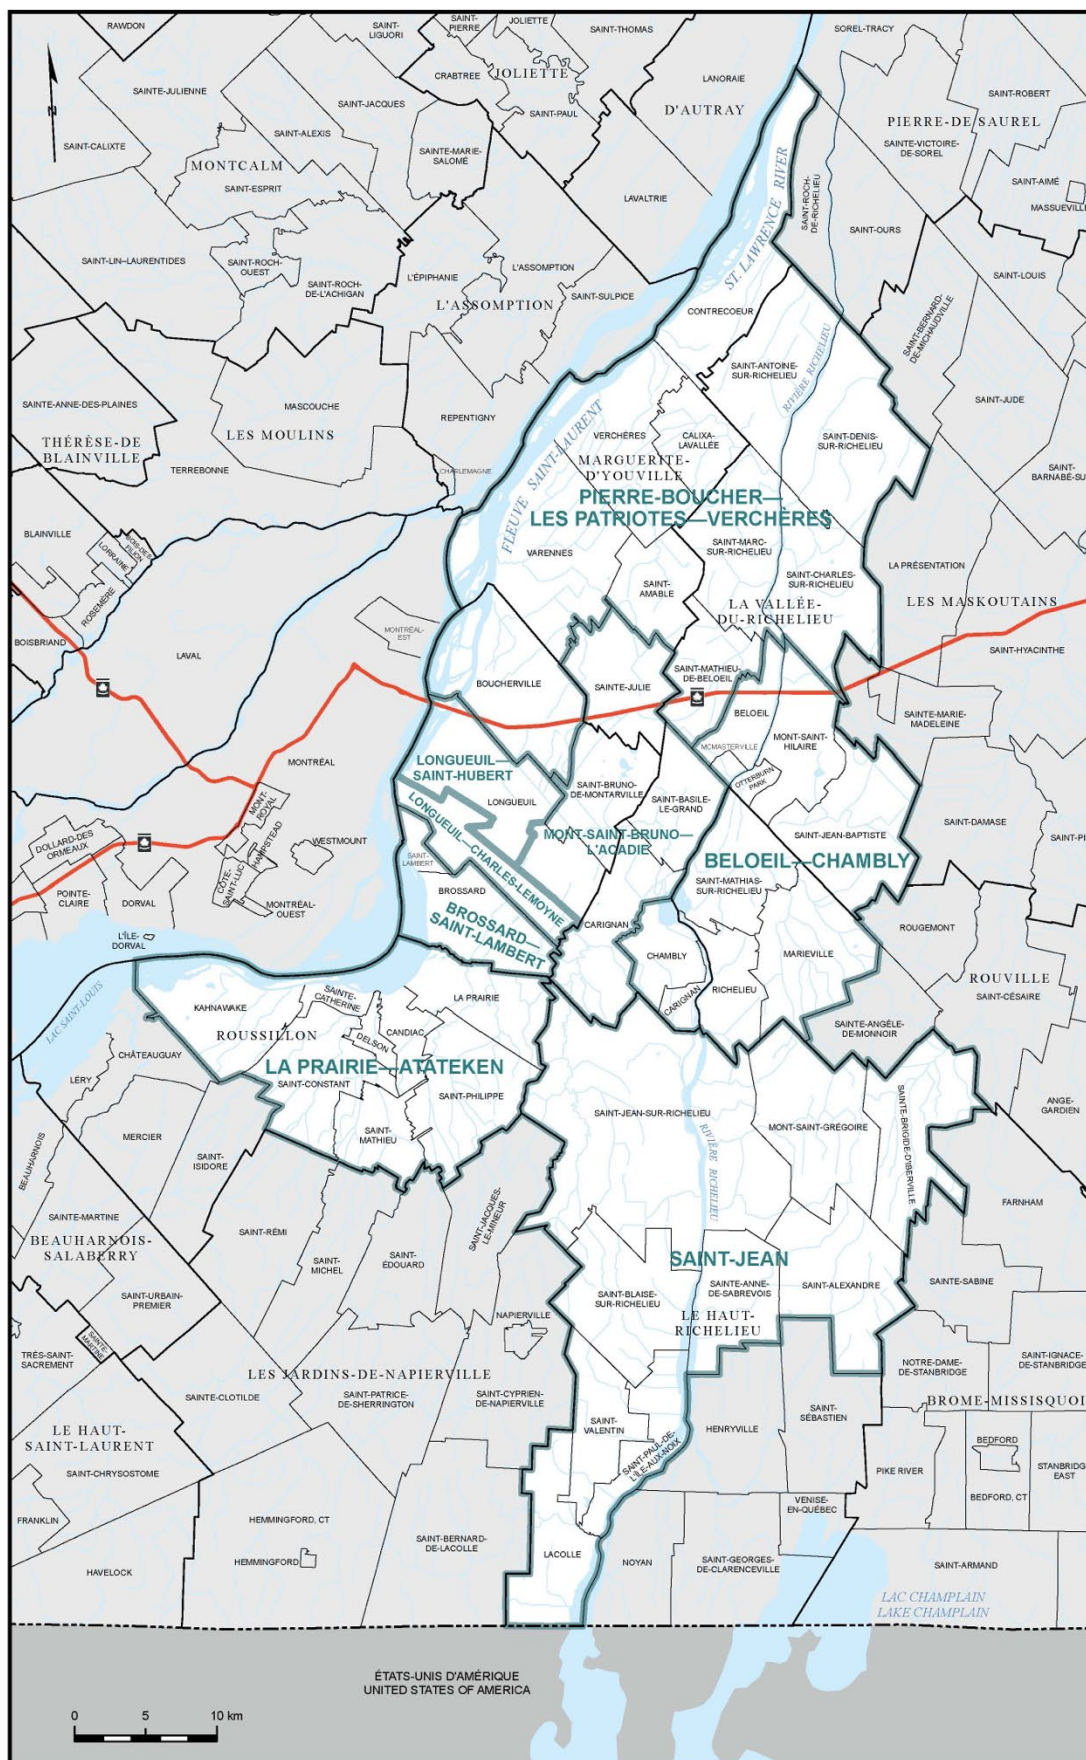 RAWDON
SAINT-
LIGUORI
SAINT-
PIERRE
JOLIETTE
SAINT-THOMAS
SOREL-TRACY
CRABTREE
JOLIETTE
LANORAIE
D'AUTRAY
SAINTE-JULIENNE
SAINT-JACQUES
SAINT-PAUL
SAINT-ROBERT
PIERRE-DE SAUREL
SAINTE-VICTOIRE-
DE-SOREL
N
SAINT-CALIXTE
SAINT-ALEXIS
SAINTE-MARIE-
SALOMÉ
MONTCALM
SAINT-ESPRIT
LAVALTRIE
SAINT-ROCH-
DE-RICHELIEU
SAINT-AIMÉ
MASSUEVILLE
SAINT-OURS
ST. LAWRENCE RIVER
SAINT-LIN–LAURENTIDES
SAINT-ROCH-
OUEST
SAINT-ROCH-
DE-L'ACHIGAN
L'ÉPIPHANIE
L'ASSOMPTION
SAINT-SULPICE
L'ASSOMPTION
SAINT-LOUIS
CONTRECOEUR
SAINT-BERNARD-
DE-MICHAUDVILLE
SAINT-ANTOINE-
SUR-RICHELIEU
RIVIÈRE RICHELIEU
SAINTE-ANNE-DES-PLAINES
MASCOUCHE
REPENTIGNY
SAINT-JUDE
THÉRÈSE-DE
BLAINVILLE
LES MOULINS
VERCHÈRES
CALIXA-
LAVALLÉE
SAINT-DENIS-
SUR-RICHELIEU
MARGUERITE-
D'YOUVILLE
TERREBONNE
CHARLEMAGNE
FLEUVE SAINT-LAURENT
SAINT-
BARNABÉ-SU
PIERRE-BOUCHER—
LES PATRIOTES—VERCHÈRES
BLAINVILLE
BOIS-DES-
FILION
LORRAINE
ROSEMÈRE
VARENNES
SAINT-MARC-
SUR-RICHELIEU
LA PRÉSENTATION
SAINT-
AMABLE
SAINT-CHARLES-
SUR-RICHELIEU
LA VALLÉE-
DU-RICHELIEU
LES MASKOUTAINS
BOISBRIAND
LAVAL
MONTRÉAL-
EST
SAINT-HYACINTHE
BOUCHERVILLE
SAINTE-JULIE
SAINT-MATHIEU-
DE-BELOEIL
BELOEIL
SAINTE-MARIE-
MADELEINE
MCMASTERVILLE
MONT-SAINT-
HILAIRE
MONTRÉAL
LONGUEUIL—
SAINT-HUBERT
OTTERBURN
PARK
SAINT-BRUNO-
DE-MONTARVILLE
LONGUEUIL
SAINT-BASILE-
LE-GRAND
MONT-
ROYAL
HAMPSTEAD
WESTMOUNT
LONGUEUIL—CHARLES-LEMOYNE
MONT-SAINT-BRUNO—
L'ACADIE
SAINT-JEAN-BAPTISTE
SAINT-DAMASE
SAINT-PI
DOLLARD-DES
ORMEAUX
CÔTE-
SAINT-LUC
SAINT-
LAMBERT
BELOEIL—CHAMBLY
POINTE-
CLAIRE
DORVAL
MONTRÉAL-OUEST
BROSSARD
SAINT-MATHIAS-
SUR-RICHELIEU
BROSSARD—
SAINT-LAMBERT
CARIGNAN
ROUGEMONT
L'ÎLE-
DORVAL
CHAMBLY
MARIEVILLE
ROUVILLE
SAINT-CÉSAIRE
LAC SAINT-LOUIS
KAHNAWAKE
SAINTE-
CATHERINE
LA PRAIRIE
CARIGNAN
RICHELIEU
SAINTE-ANGÈLE-
DE-MONNOIR
ROUSSILLON
DELSON
CANDIAC
CHÂTEAUGUAY
LÉRY
LA PRAIRIE—ATATEKEN
SAINT-CONSTANT
SAINT-PHILIPPE
SAINT-JEAN-SUR-RICHELIEU
RIVIÈRE RICHELIEU
MONT-SAINT-GRÉGOIRE
SAINTE-BRIGIDE-D'IBERVILLE
ANGE-
GARDIEN
BEAUHARNOIS
MERCIER
SAINT-
MATHIEU
SAINT-
ISIDORE
FARNHAM
SAINTE-MARTINE
SAINT-RÉMI
SAINT-JACQUES-
LE-MINEUR
BEAUHARNOIS-
SALABERRY
SAINT-
MICHEL
SAINT-
ÉDOUARD
SAINT-JEAN
SAINT-BLAISE-
SUR-RICHELIEU
SAINTE-ANNE-
DE-SABREVOIS
SAINT-ALEXANDRE
SAINTE-SABINE
SAINT-URBAIN-
PREMIER
LE HAUT-
RICHELIEU
NAPIERVILLE
TRÈS-SAINT-
SACREMENT
SAINTE-
MARTINE
NOTRE-DAME-
DE-STANBRIDGE
SAINT-IGNACE-
DE-STANBRIDGE
LES JARDINS-DE-NAPIERVILLE
SAINTE-CLOTILDE
SAINT-PATRICE-
DE-SHERRINGTON
SAINT-CYPRIEN-
DE-NAPIERVILLE
SAINT-
SÉBASTIEN
BROME-MISSISQUOI
LE HAUT-
SAINT-LAURENT
SAINT-
VALENTIN
SAINT-PAUL-DE-
L'ÎLE-AUX-NOIX
HENRYVILLE
BEDFORD
SAINT-CHRYSOSTOME
PIKE RIVER
STANBRIDGE
EAST
BEDFORD, CT
VENISE-
EN-QUÉBEC
FRANKLIN
HEMMINGFORD, CT
SAINT-BERNARD-
DE-LACOLLE
LACOLLE
HAVELOCK
HEMMINGFORD
NOYAN
SAINT-GEORGES-
DE-CLARENCEVILLE
SAINT-ARMAND
LAC CHAMPLAIN
LAKE CHAMPLAIN
ÉTATS-UNIS D'AMÉRIQUE
UNITED STATES OF AMERICA
0 5 10 km